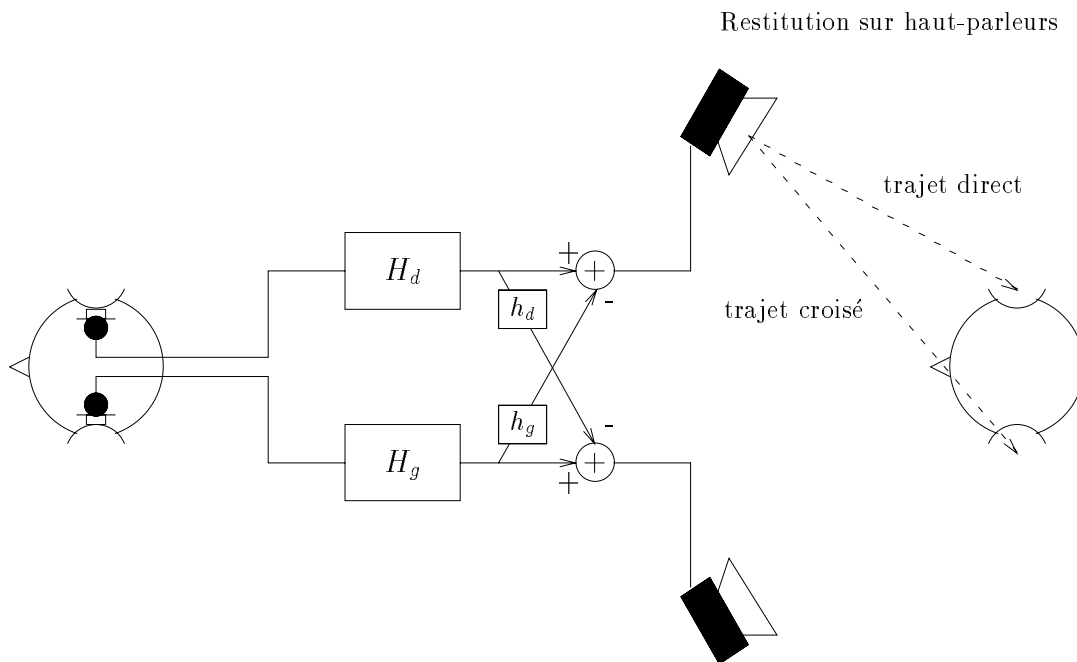 Restitution sur haut-parleurs
trajet direct
trajet croisé
H_d
h_d
h_g
H_g
+
+
-
-
+
+